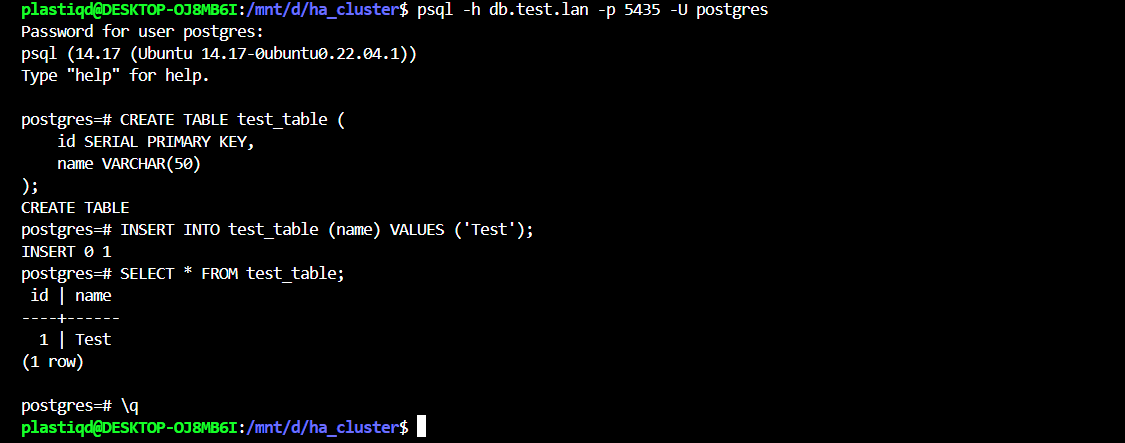 plastiqd@DESKTOP-OJ8MB6I:/mnt/d/ha_cluster$ psql -h db.test.lan -p 5435 -U postgres
Password for user postgres:
psql (14.17 (Ubuntu 14.17-0ubuntu0.22.04.1))
Type "help" for help.

postgres=# CREATE TABLE test_table (
    id SERIAL PRIMARY KEY,
    name VARCHAR(50)
);
CREATE TABLE
postgres=# INSERT INTO test_table (name) VALUES ('Test');
INSERT 0 1
postgres=# SELECT * FROM test_table;
 id | name
----+------
  1 | Test
(1 row)

postgres=# \q
plastiqd@DESKTOP-OJ8MB6I:/mnt/d/ha_cluster$